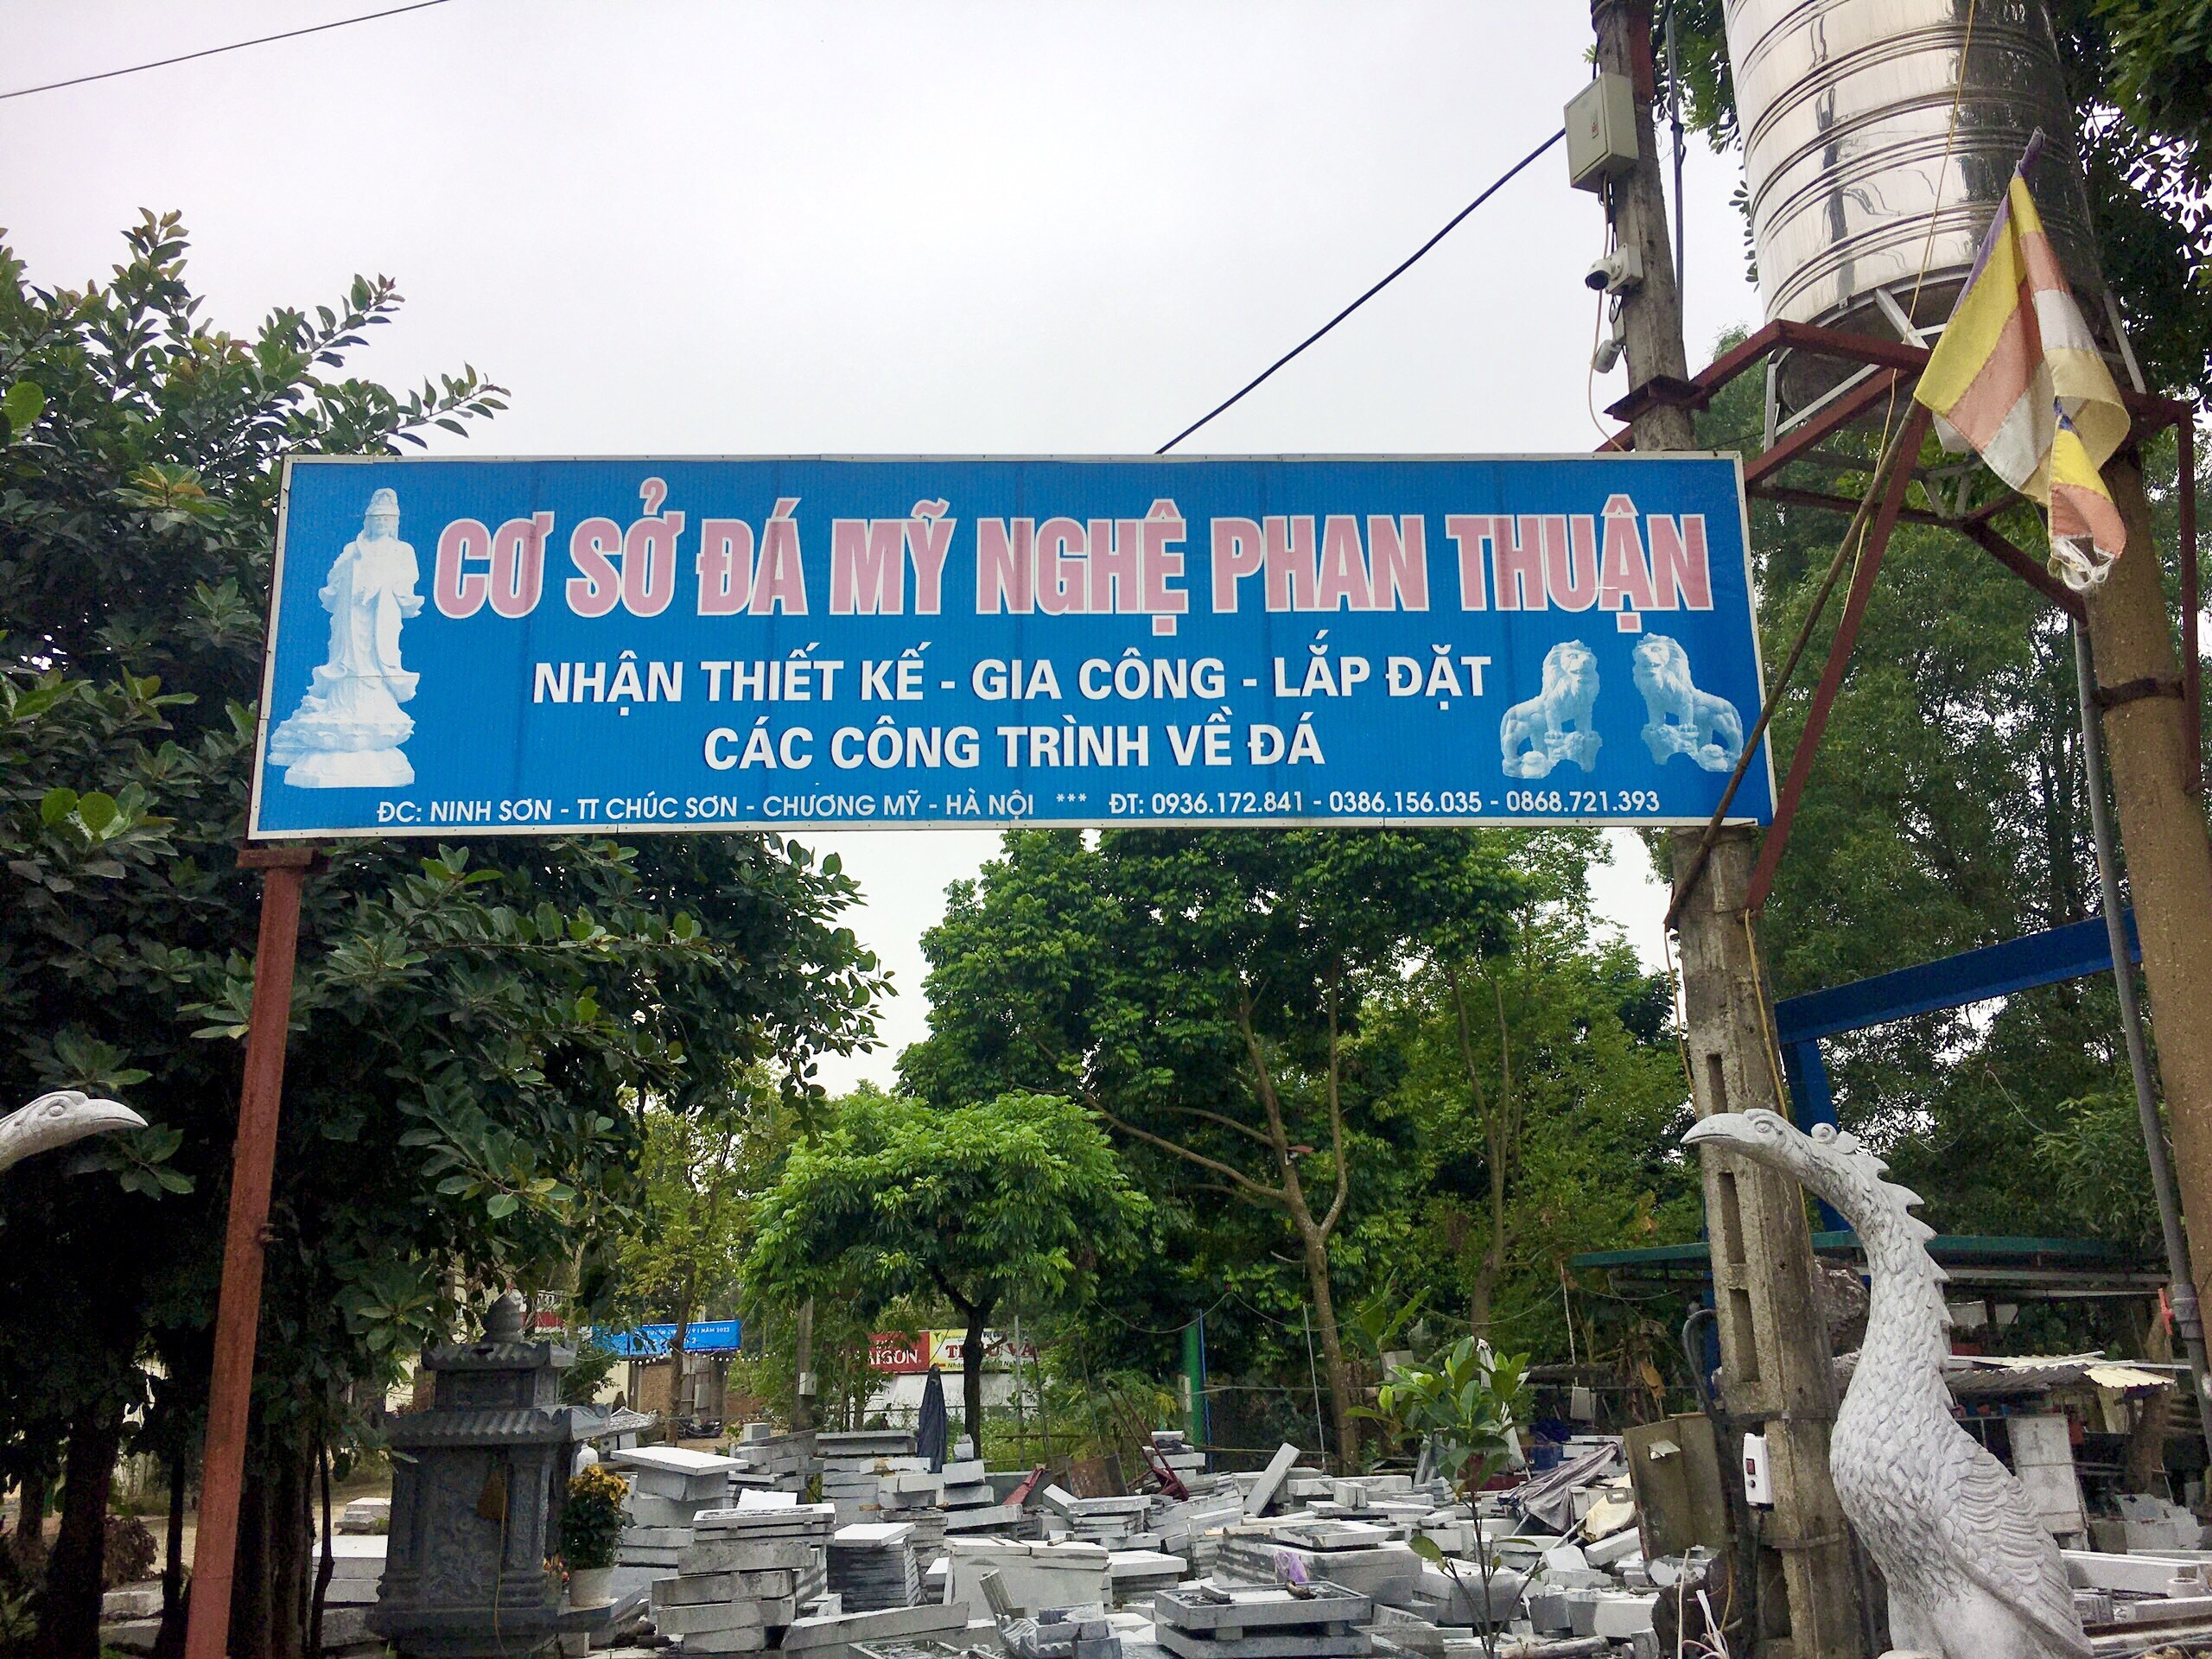 CƠ SỞ ĐÁ MỸ NGHỆ PHAN THUẬN
NHẬN THIẾT KẾ - GIA CÔNG - LẮP ĐẶT
CÁC CÔNG TRÌNH VỀ ĐÁ
ĐC: NINH SƠN - TT CHÚC SƠN - CHƯƠNG MỸ - HÀ NỘI *** ĐT: 0936.172.841 - 0386.156.035 - 0868.721.393
NĂM 2022